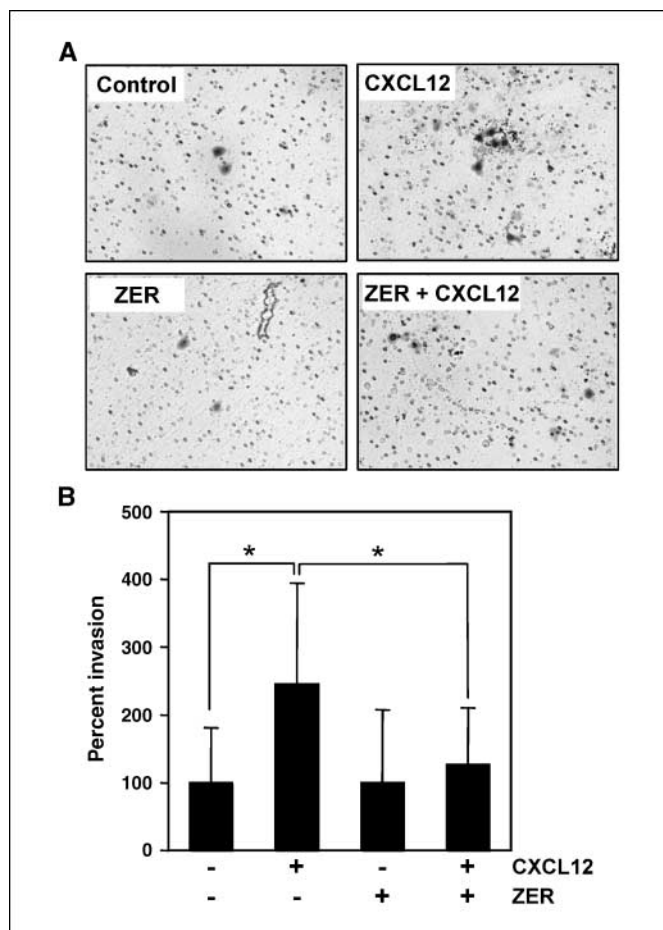 A
Control
CXCL12
ZER
ZER + CXCL12
B
500
400
300
200
100
0
Percent invasion
* *
- + - + CXCL12
- - + + ZER